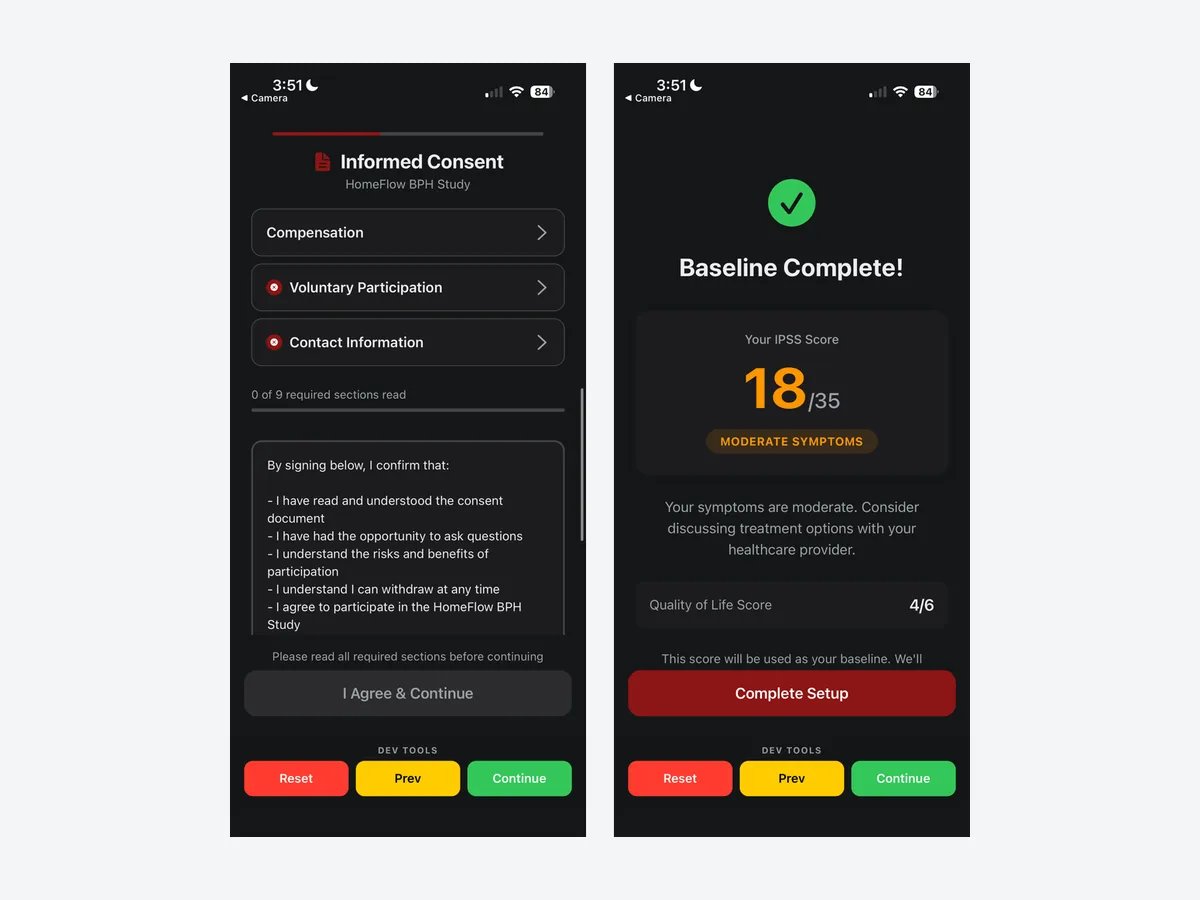 3:51
84
Camera
Informed Consent
HomeFlow BPH Study
Compensation
Voluntary Participation
Contact Information
0 of 9 required sections read
By signing below, I confirm that:
- I have read and understood the consent
document
- I have had the opportunity to ask questions
- I understand the risks and benefits of
participation
- I understand I can withdraw at any time
- I agree to participate in the HomeFlow BPH
Study
Please read all required sections before continuing
I Agree & Continue
DEV TOOLS
Reset
Prev
Continue
3:51
84
Camera
Baseline Complete!
Your IPSS Score
18/35
MODERATE SYMPTOMS
Your symptoms are moderate. Consider
discussing treatment options with your
healthcare provider.
Quality of Life Score
4/6
This score will be used as your baseline. We'll
Complete Setup
DEV TOOLS
Reset
Prev
Continue